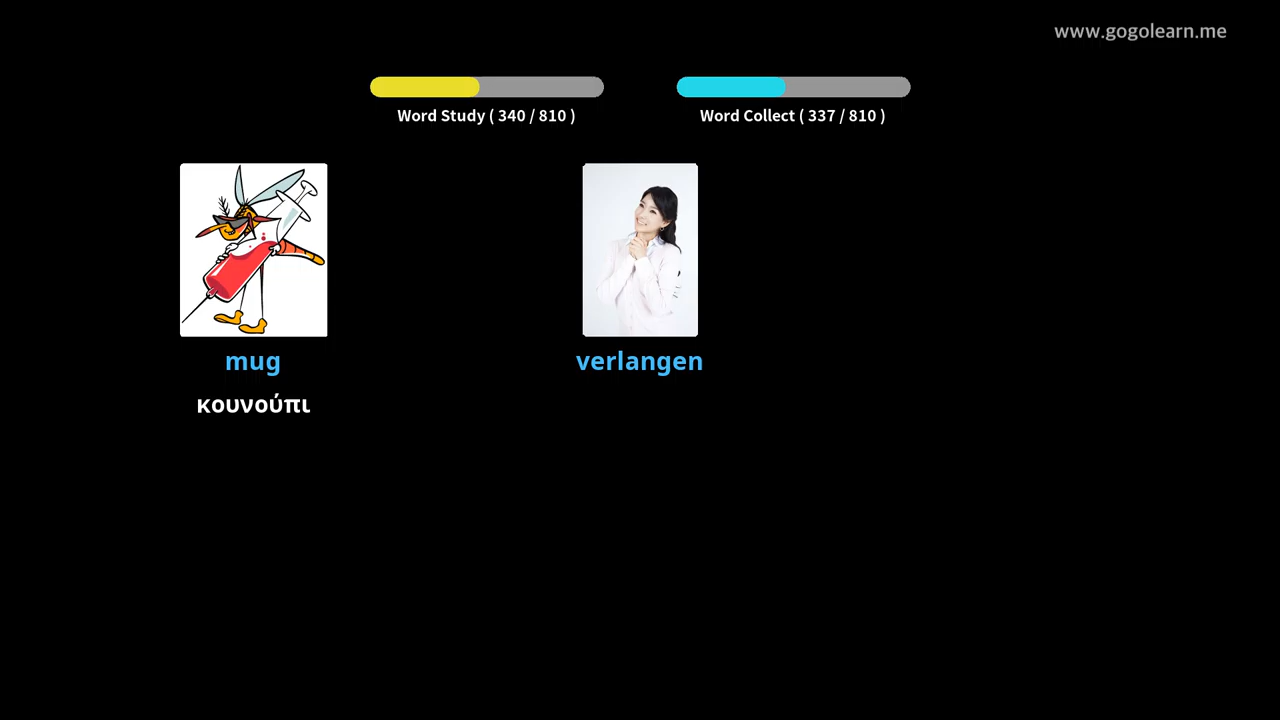 www.gogolearn.me
Word Study ( 340 / 810 )
Word Collect ( 337 / 810 )
mug
verlangen
κουνούπι